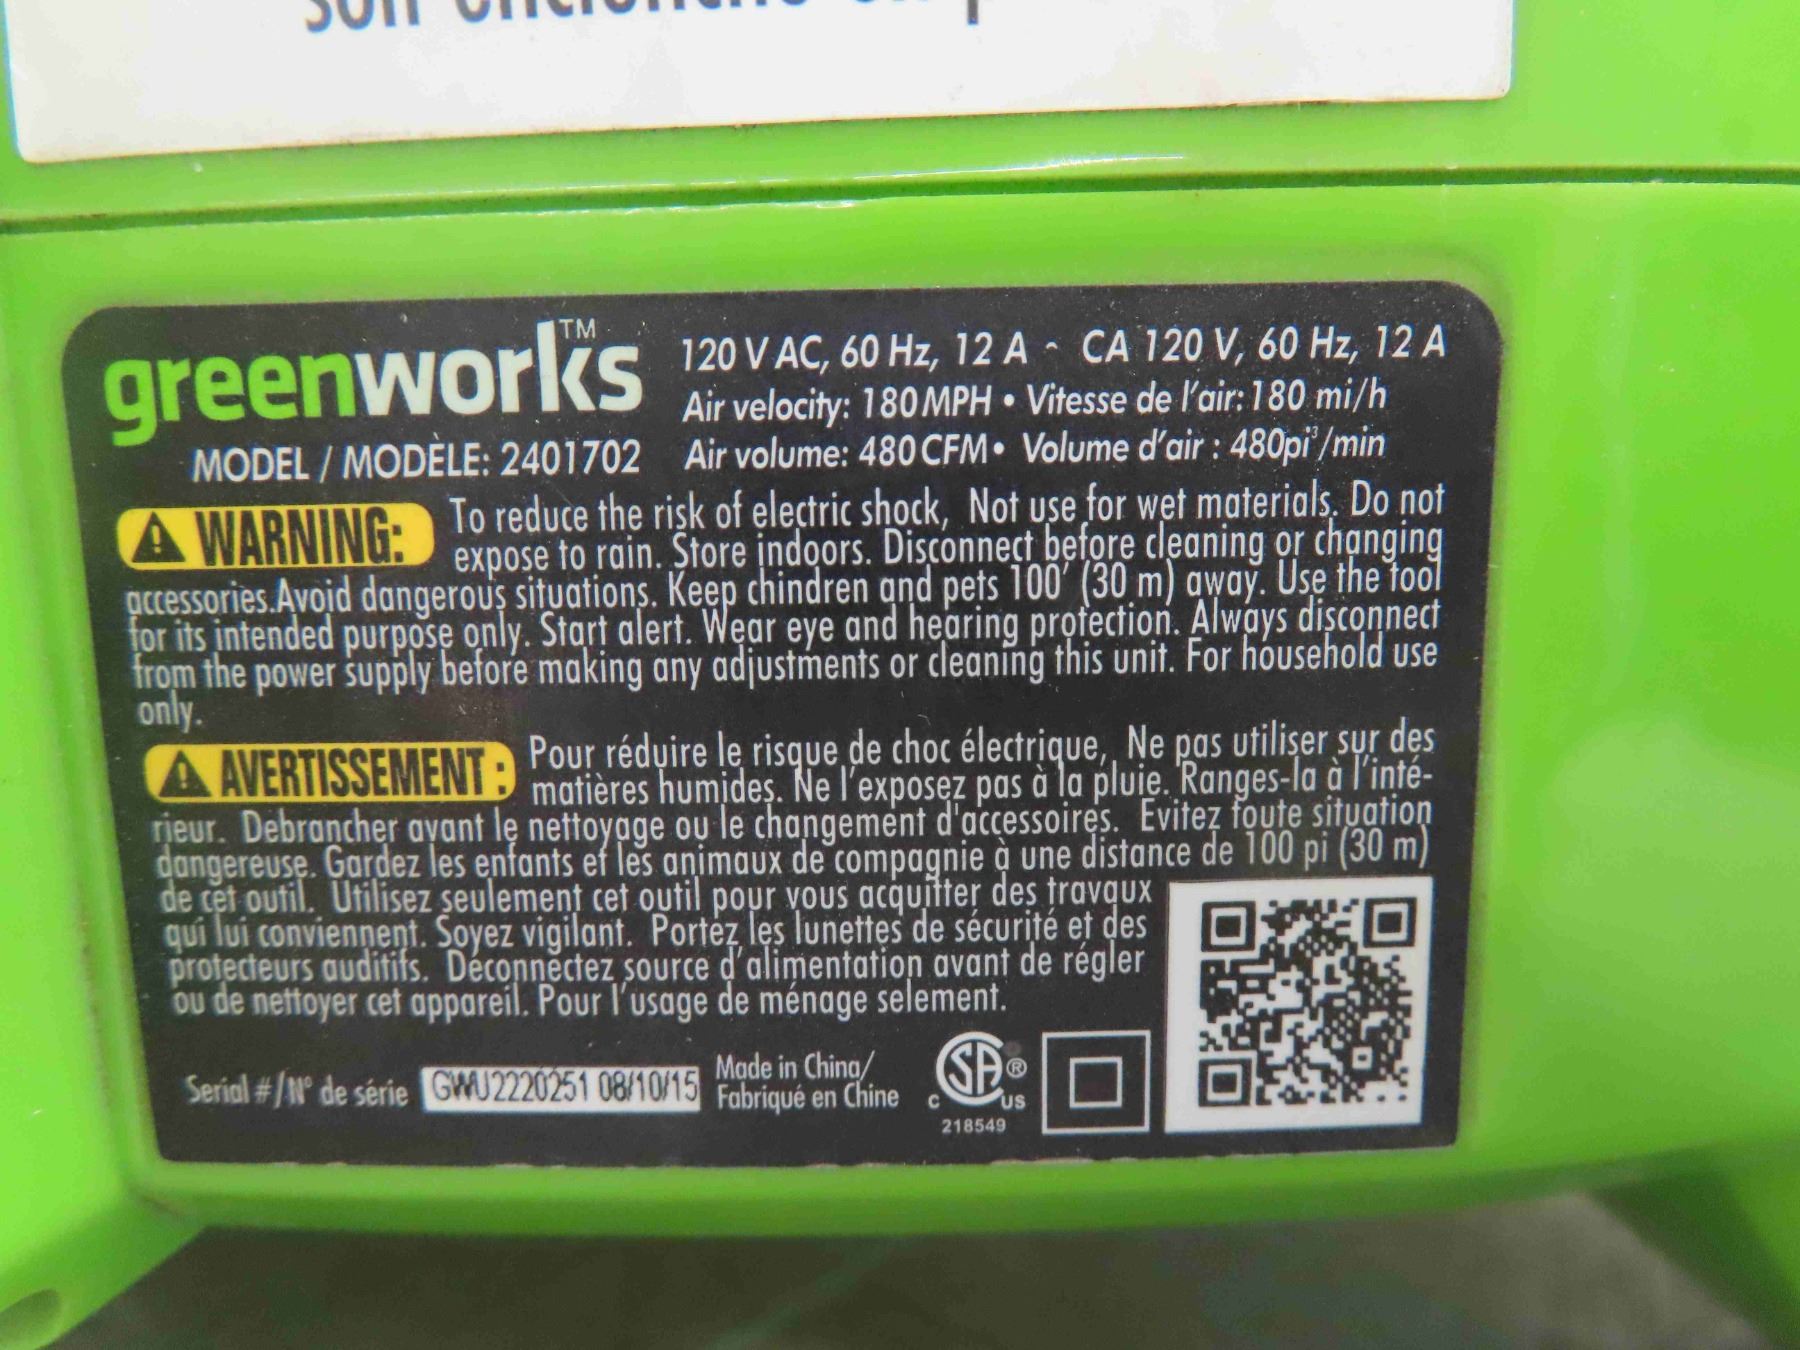 son
greenworks™
MODEL / MODÈLE: 2401702
120 V AC, 60 Hz, 12 A ~ CA 120 V, 60 Hz, 12 A
Air velocity: 180MPH • Vitesse de l'air: 180 mi/h
Air volume: 480CFM • Volume d'air : 480pi³/min
WARNING: To reduce the risk of electric shock, Not use for wet materials. Do not
expose to rain. Store indoors. Disconnect before cleaning or changing
accessories.Avoid dangerous situations. Keep chindren and pets 100' (30 m) away. Use the tool
for its intended purpose only. Start alert. Wear eye and hearing protection. Always disconnect
from the power supply before making any adjustments or cleaning this unit. For household use
only.
AVERTISSEMENT : Pour réduire le risque de choc électrique, Ne pas utiliser sur des
matières humides. Ne l'exposez pas à la pluie. Ranges-la à l'inté-
rieur. Débrancher avant le nettoyage ou le changement d'accessoires. Evitez toute situation
dangereuse. Gardez les enfants et les animaux de compagnie à une distance de 100 pi (30 m)
de cet outil. Utilisez seulement cet outil pour vous acquitter des travaux
qui lui conviennent. Soyez vigilant. Portez les lunettes de sécurité et des
protecteurs auditifs. Déconnectez source d'alimentation avant de régler
ou de nettoyer cet appareil. Pour l'usage de ménage selement.
Serial #/N° de série GWU2220251 08/10/15
Made in China/
Fabriqué en Chine
CSA®
C US
218549